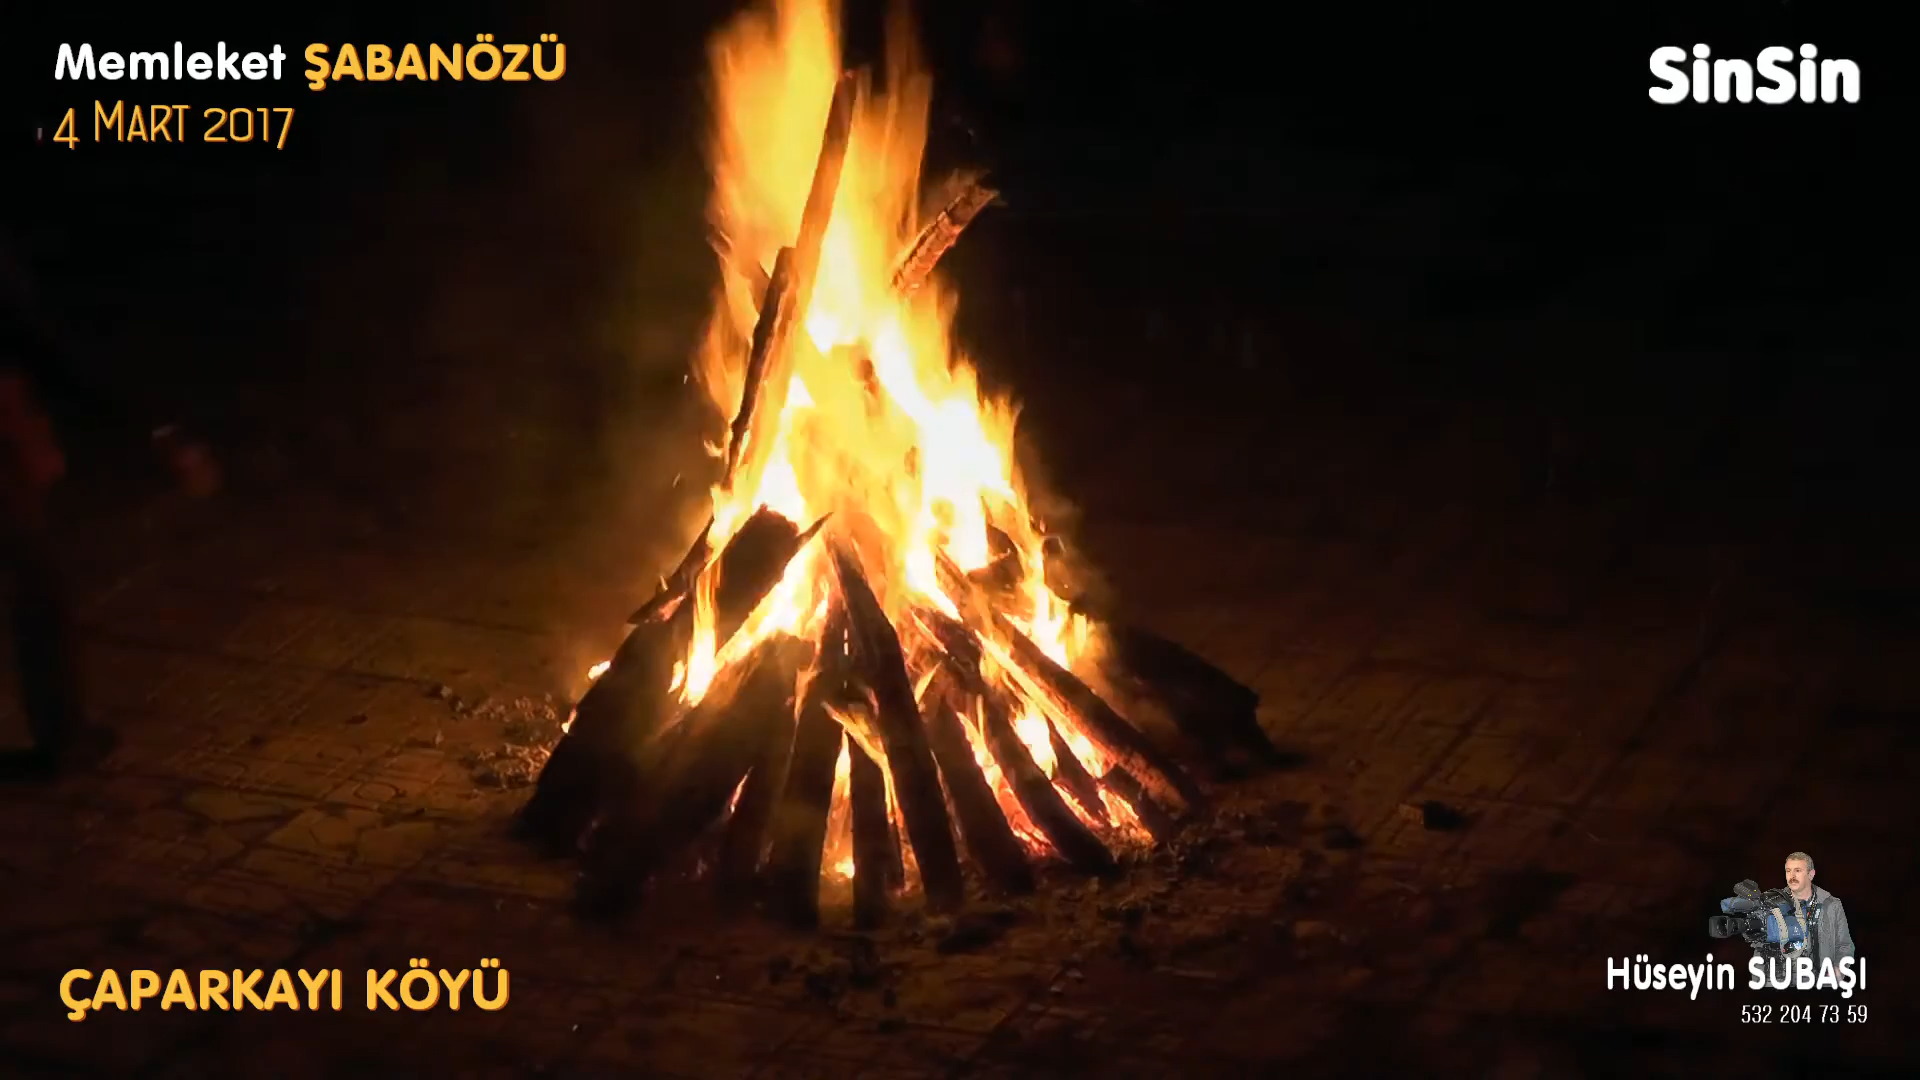 Memleket ŞABANÖZÜ
4 MART 2017
SinSin
ÇAPARKAYI KÖYÜ
Hüseyin SUBAŞI
532 204 73 59